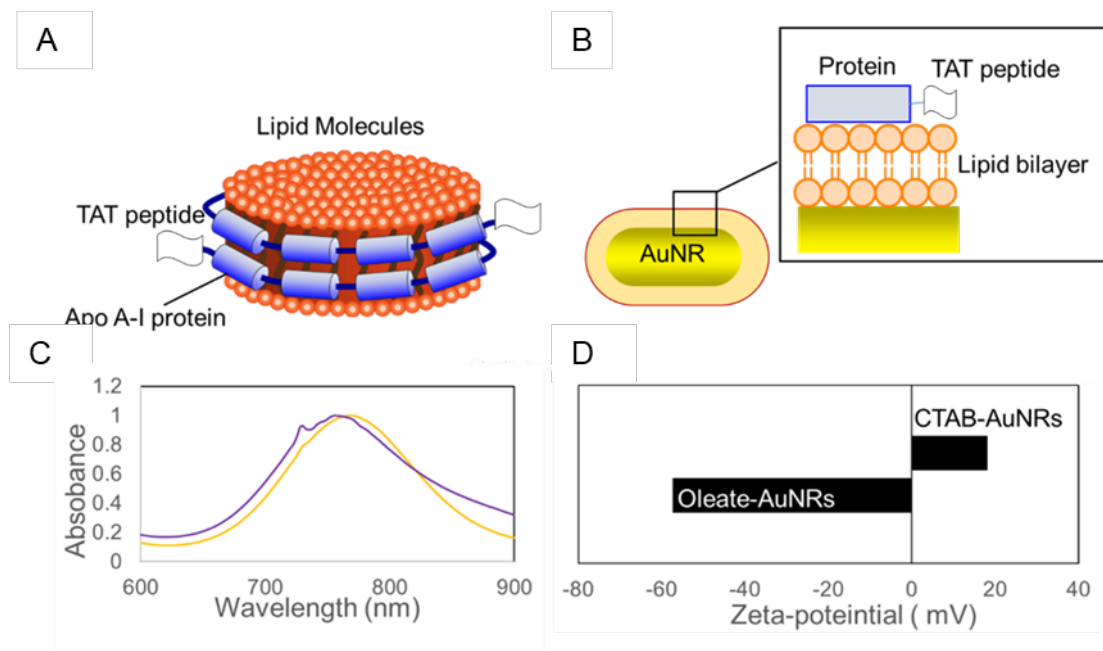 A
Lipid Molecules
TAT peptide
Apo A-I protein
B
Protein
TAT peptide
Lipid bilayer
AuNR
C
1.2
1
0.8
0.6
0.4
0.2
0
Absobance
600
700
800
900
Wavelength (nm)
D
CTAB-AuNRs
Oleate-AuNRs
-80
-60
-40
-20
0
20
40
Zeta-poteintial ( mV)